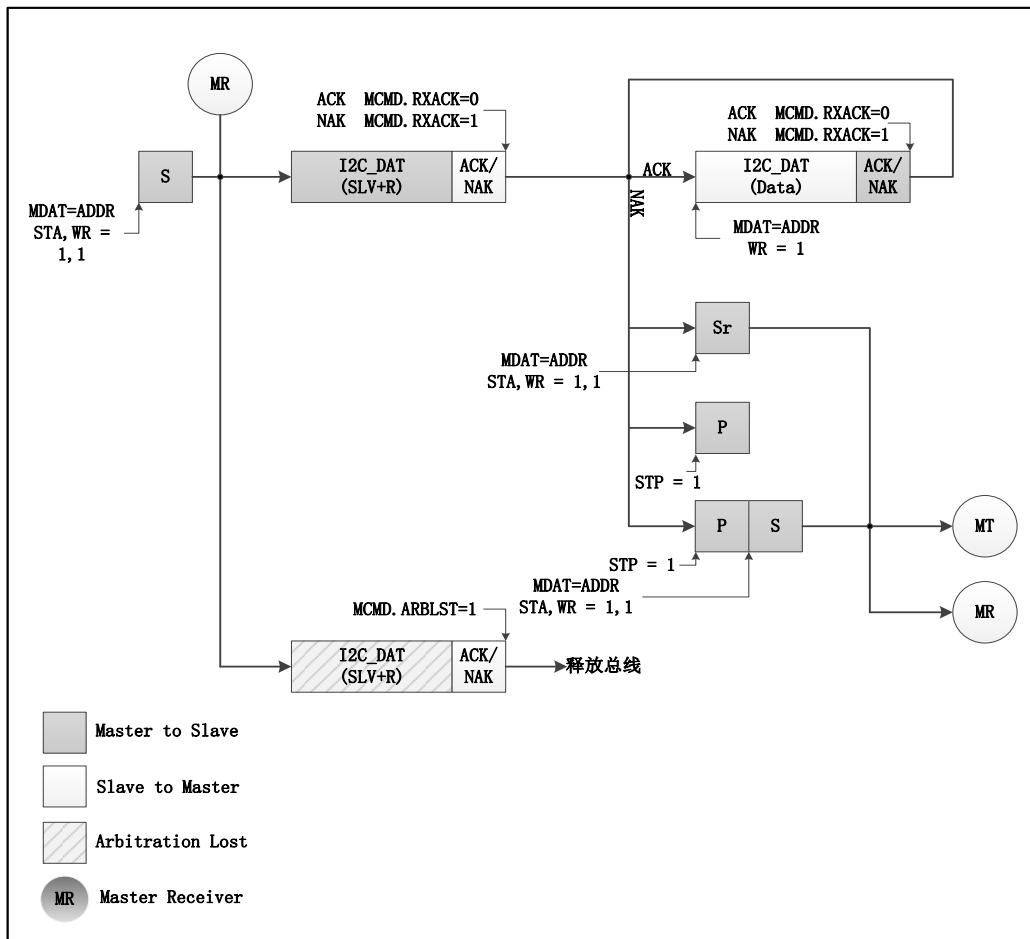 MR
ACK MCMD.RXACK=0
NAK MCMD.RXACK=1
S
I2C_DAT
(SLV+R)
ACK/
NAK
MDAT=ADDR
STA,WR =
1,1
ACK
NAK
ACK MCMD.RXACK=0
NAK MCMD.RXACK=1
I2C_DAT
(Data)
ACK/
NAK
MDAT=ADDR
WR = 1
Sr
MDAT=ADDR
STA,WR = 1,1
P
STP = 1
P
S
STP = 1
MDAT=ADDR
STA,WR = 1,1
MT
MR
MCMD.ARBLST=1
I2C_DAT
(SLV+R)
ACK/
NAK
释放总线
Master to Slave
Slave to Master
Arbitration Lost
MR
Master Receiver